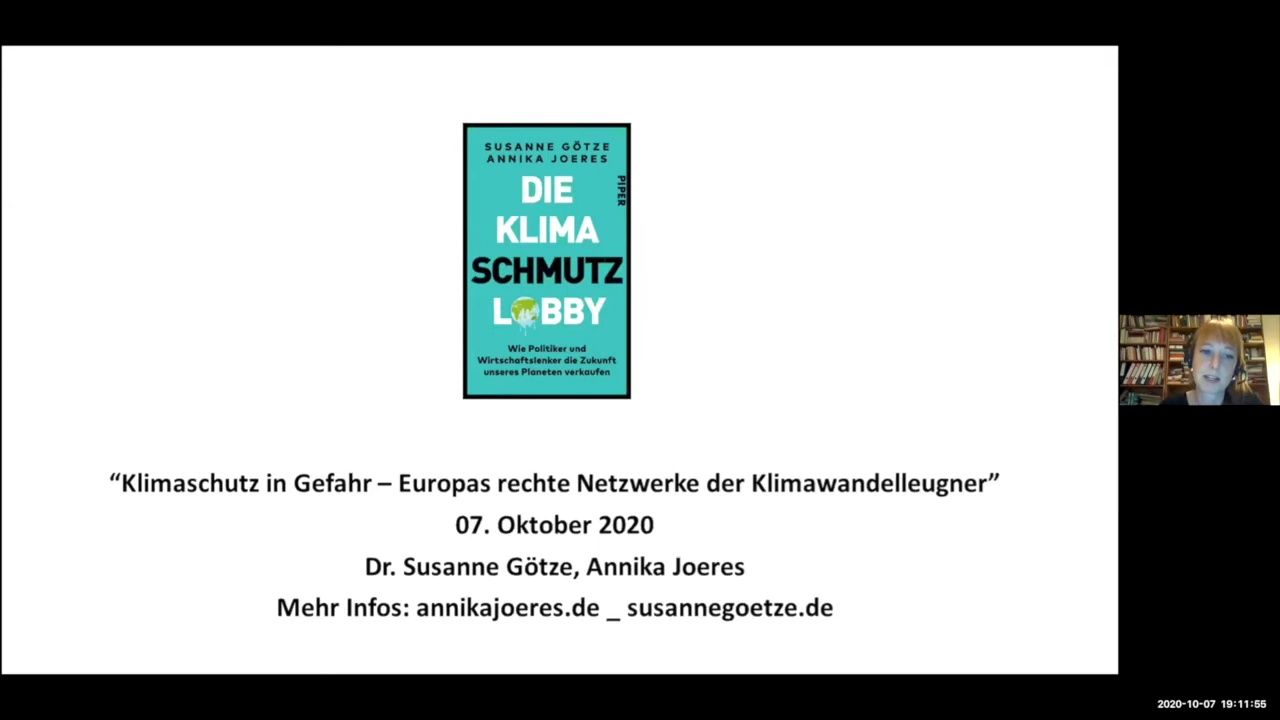 SUSANNE GÖTZE
ANNIKA JOERES
PIPER
DIE
KLIMA
SCHMUTZ
LOBBY
Wie Politiker und
Wirtschaftslenker die Zukunft
unseres Planeten verkaufen
“Klimaschutz in Gefahr – Europas rechte Netzwerke der Klimawandelleugner”
07. Oktober 2020
Dr. Susanne Götze, Annika Joeres
Mehr Infos: annikajoeres.de _ susannegoetze.de
2020-10-07 19:11:55